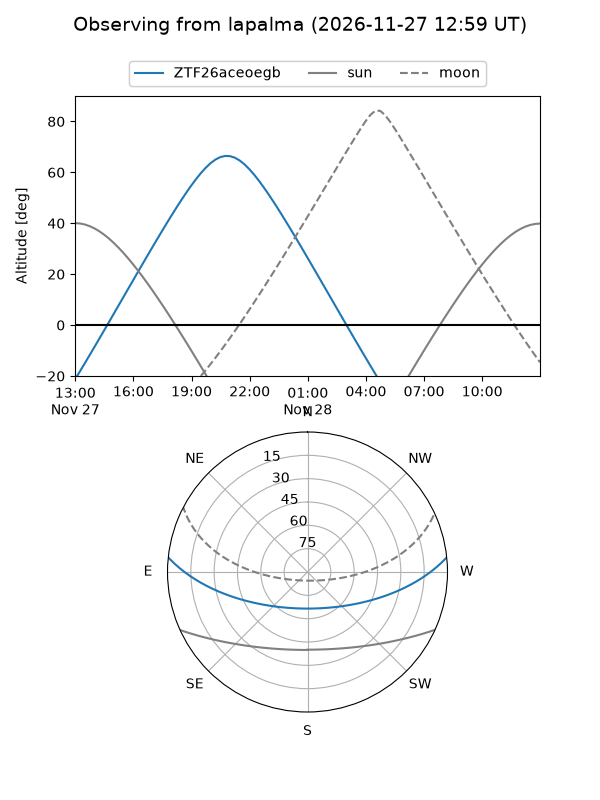 Observing from lapalma (2026-11-27 12:59 UT)
ZTF26aceoegb sun moon
Altitude [deg]
80
60
40
20
0
−20
13:00 16:00 19:00 22:00 01:00 04:00 07:00 10:00
Nov 27 Nov 28
N
NE NW
15
30
45
60
75
E W
SE SW
S